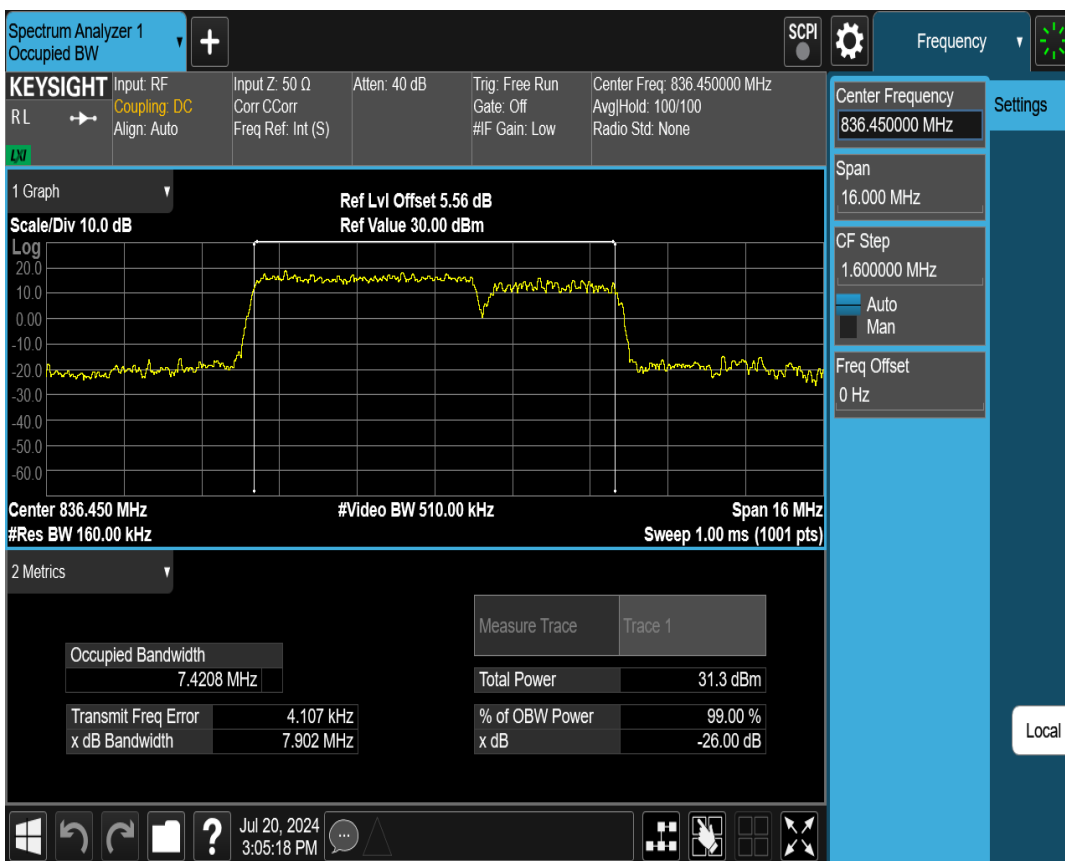 Spectrum Analyzer 1
Occupied BW
SCPI
Frequency
KEYSIGHT
RL
LXI
Input: RF
Coupling: DC
Align: Auto
Input Z: 50 Ω
Corr CCorr
Freq Ref: Int (S)
Atten: 40 dB
Trig: Free Run
Gate: Off
#IF Gain: Low
Center Freq: 836.450000 MHz
Avg|Hold: 100/100
Radio Std: None
Center Frequency
836.450000 MHz
Settings
Span
16.000 MHz
CF Step
1.600000 MHz
Auto
Man
Freq Offset
0 Hz
1 Graph
Ref Lvl Offset 5.56 dB
Scale/Div 10.0 dB
Ref Value 30.00 dBm
Log
20.0
10.0
0.00
-10.0
-20.0
-30.0
-40.0
-50.0
-60.0
Center 836.450 MHz
#Video BW 510.00 kHz
Span 16 MHz
#Res BW 160.00 kHz
Sweep 1.00 ms (1001 pts)
2 Metrics
Measure Trace
Trace 1
Occupied Bandwidth
7.4208 MHz
Total Power
31.3 dBm
Transmit Freq Error
4.107 kHz
% of OBW Power
99.00 %
x dB Bandwidth
7.902 MHz
x dB
-26.00 dB
Local
?
Jul 20, 2024
3:05:18 PM